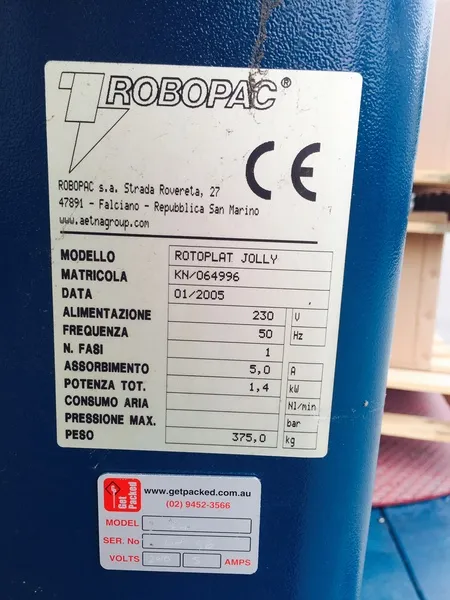 ROBOPAC®
CE
ROBOPAC s.a. Strada Rovereta, 27
47891 - Falciano - Repubblica San Marino
www.aetnagroup.com
MODELLO ROTOPLAT JOLLY
MATRICOLA KN/064996
DATA 01/2005
ALIMENTAZIONE 230 V
FREQUENZA 50 Hz
N. FASI 1
ASSORBIMENTO 5,0 A
POTENZA TOT. 1,4 kW
CONSUMO ARIA Nl/min
PRESSIONE MAX. bar
PESO 375,0 kg
Get Packed
www.getpacked.com.au
(02) 9452-3566
MODEL
SER. No
VOLTS AMPS